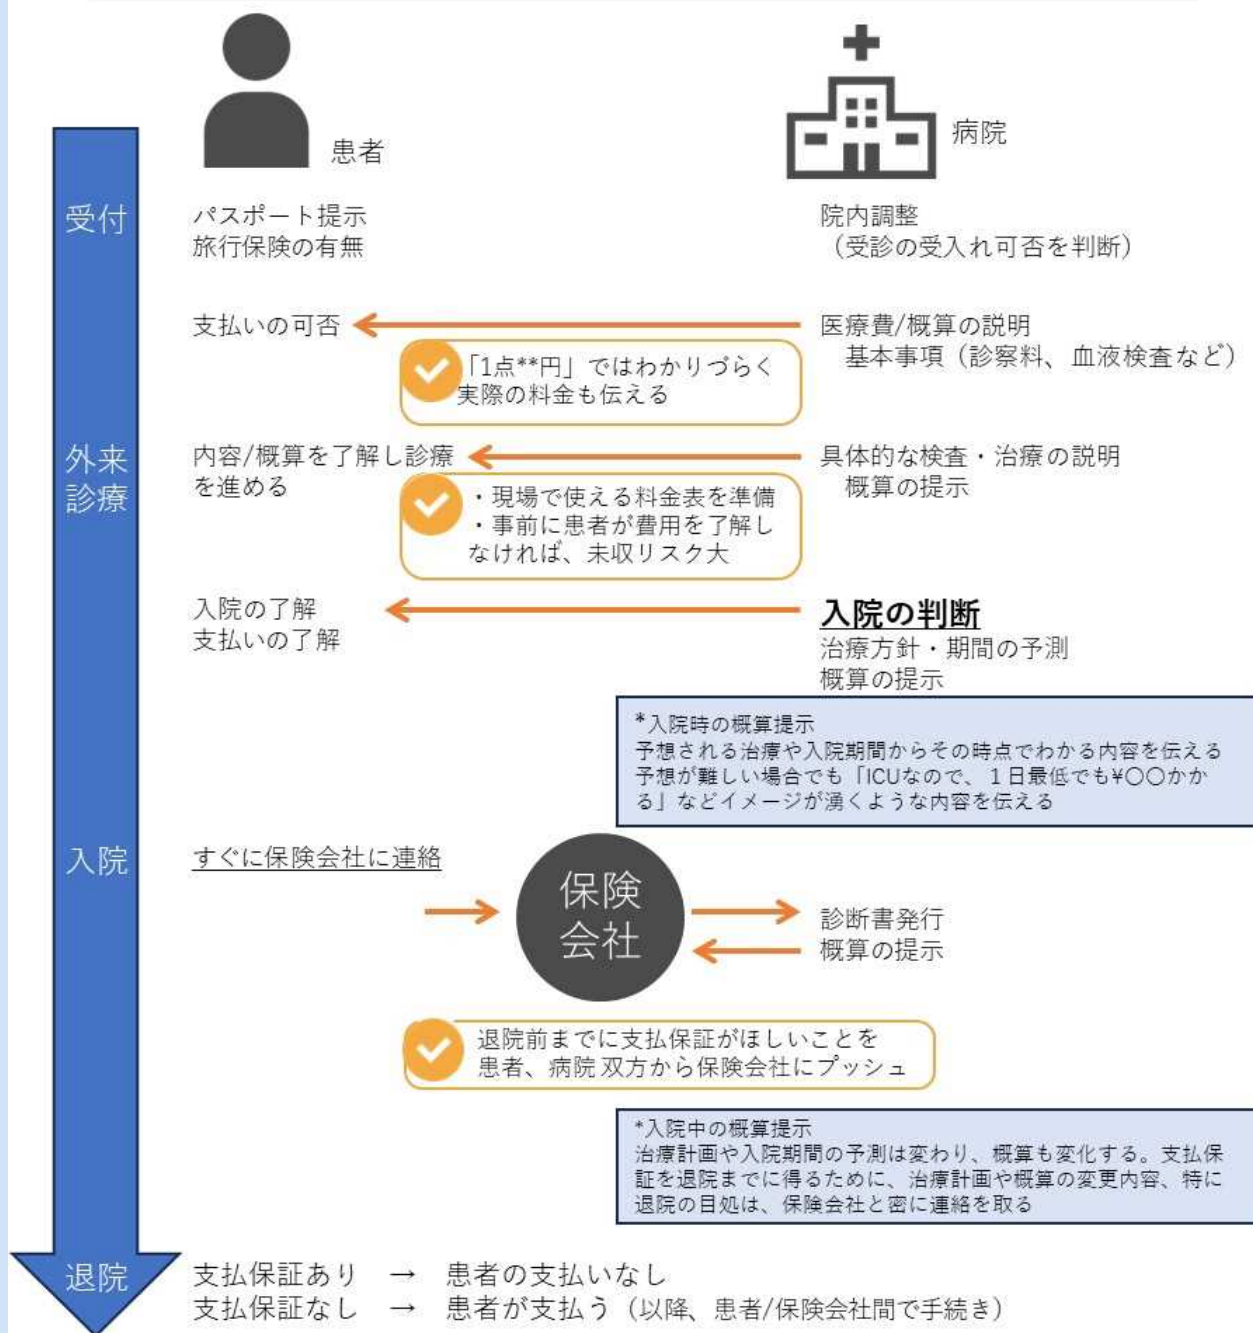 患者
病院
受付
パスポート提示
旅行保険の有無
院内調整
（受診の受入れ可否を判断）
支払いの可否
医療費/概算の説明
基本事項（診察料、血液検査など）
「1点**円」ではわかりづらく
実際の料金も伝える
外来
診療
内容/概算を了解し診療
を進める
具体的な検査・治療の説明
概算の提示
・現場で使える料金表を準備
・事前に患者が費用を了解し
なければ、未収リスク大
入院の了解
支払いの了解
入院の判断
治療方針・期間の予測
概算の提示
*入院時の概算提示
予想される治療や入院期間からその時点でわかる内容を伝える
予想が難しい場合でも「ICUなので、１日最低でも¥〇〇かか
る」などイメージが湧くような内容を伝える
入院
すぐに保険会社に連絡
保険
会社
診断書発行
概算の提示
退院前までに支払保証がほしいことを
患者、病院 双方から保険会社にプッシュ
*入院中の概算提示
治療計画や入院期間の予測は変わり、概算も変化する。支払保
証を退院までに得るために、治療計画や概算の変更内容、特に
退院の目処は、保険会社と密に連絡を取る
退院
支払保証あり → 患者の支払いなし
支払保証なし → 患者が支払う（以降、患者/保険会社間で手続き）